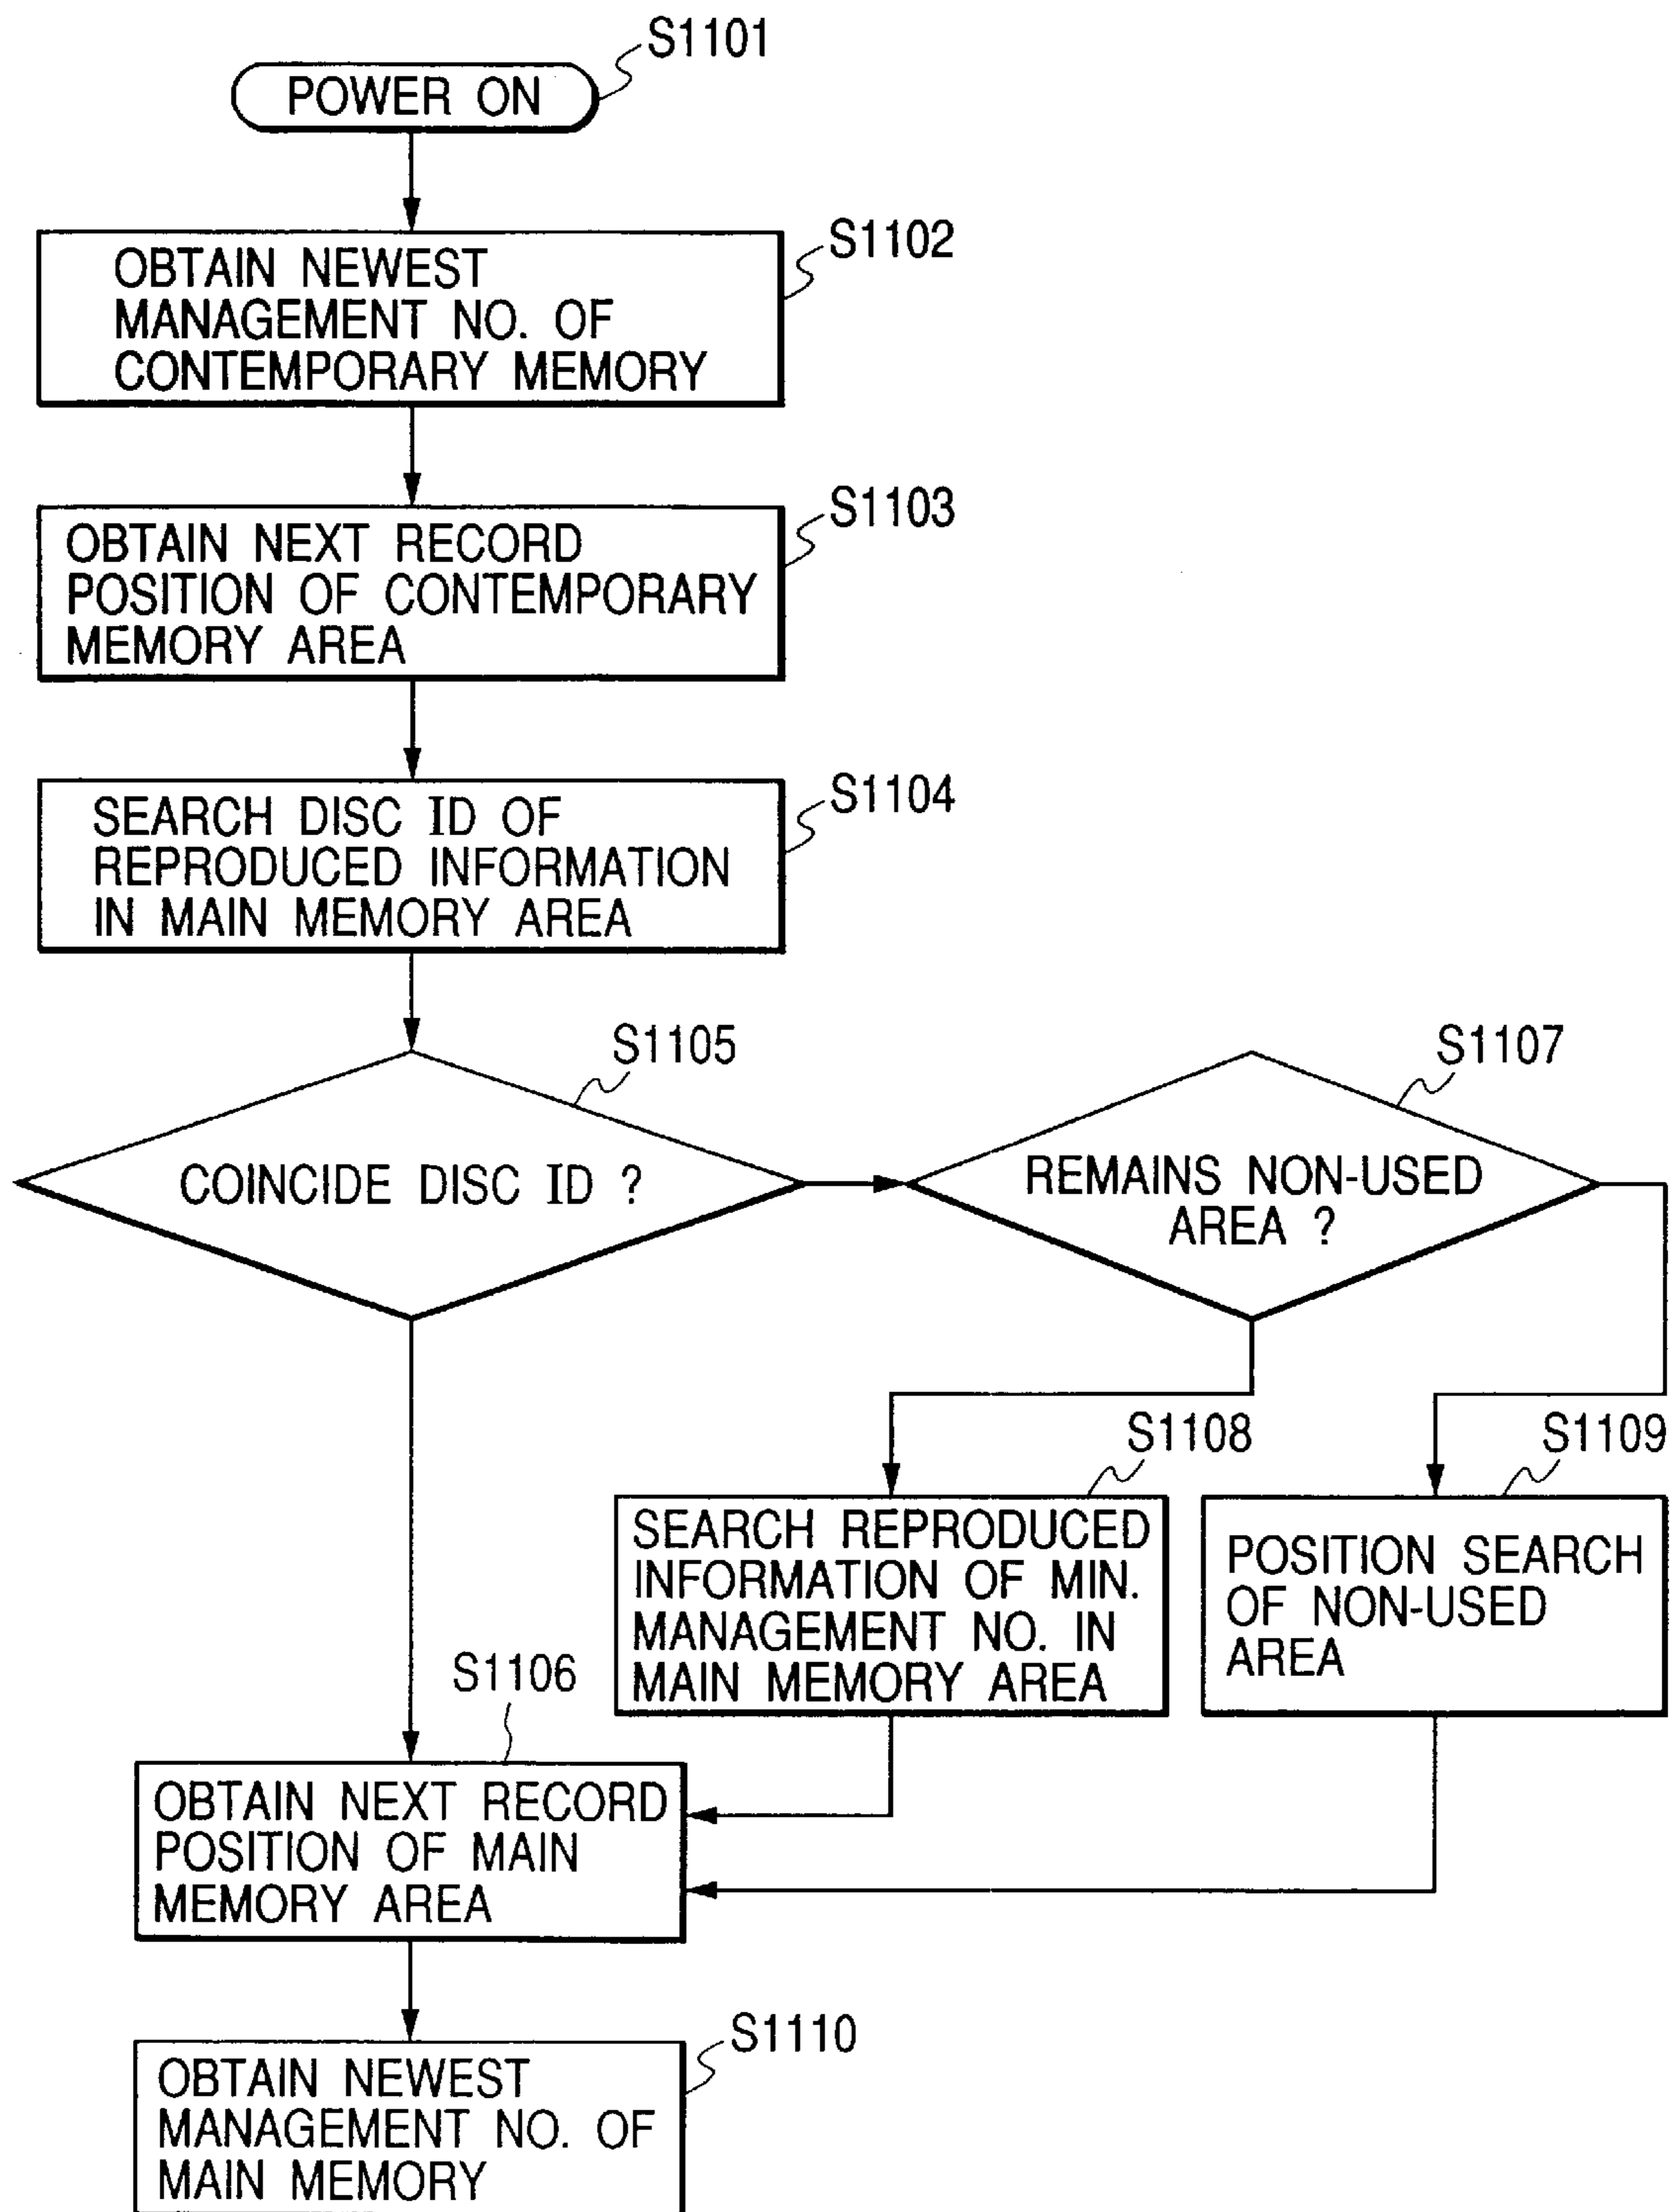 S1101
POWER ON
S1102
OBTAIN NEWEST
MANAGEMENT NO. OF
CONTEMPORARY MEMORY
S1103
OBTAIN NEXT RECORD
POSITION OF CONTEMPORARY
MEMORY AREA
S1104
SEARCH DISC ID OF
REPRODUCED INFORMATION
IN MAIN MEMORY AREA
S1105
COINCIDE DISC ID ?
S1107
REMAINS NON-USED
AREA ?
S1108
SEARCH REPRODUCED
INFORMATION OF MIN.
MANAGEMENT NO. IN
MAIN MEMORY AREA
S1109
POSITION SEARCH
OF NON-USED
AREA
S1106
OBTAIN NEXT RECORD
POSITION OF MAIN
MEMORY AREA
S1110
OBTAIN NEWEST
MANAGEMENT NO. OF
MAIN MEMORY